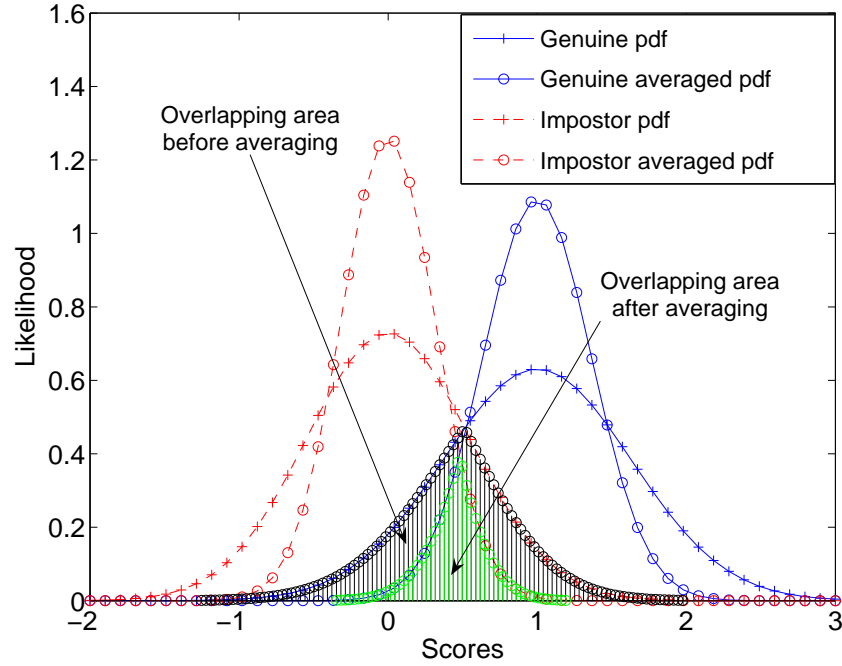 1.6
1.4
1.2
1
0.8
0.6
0.4
0.2
0
Likelihood
−2
−1
0
1
2
3
Scores
Genuine pdf
Genuine averaged pdf
Impostor pdf
Impostor averaged pdf
Overlapping area
before averaging
Overlapping area
after averaging